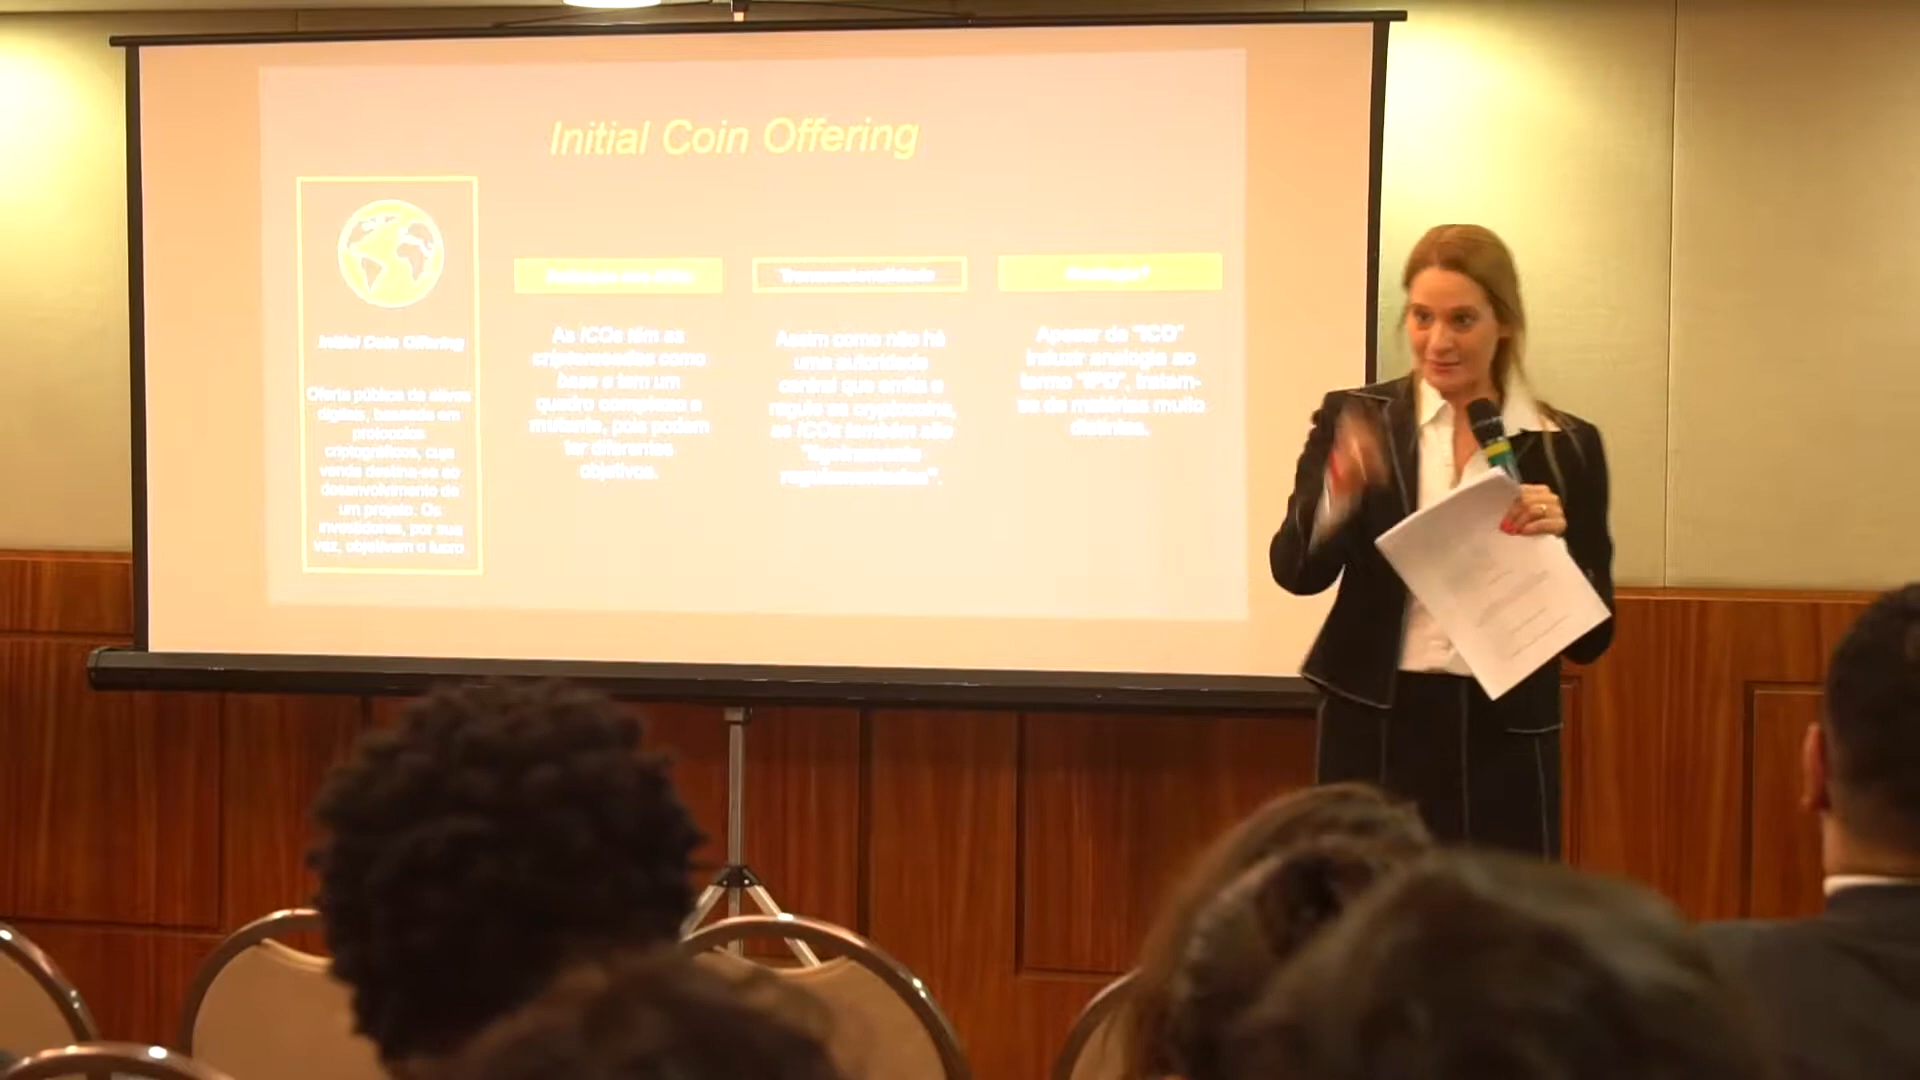 Initial Coin Offering
Initial Coin Offering
Oferta pública de ativos
digitais, baseada em
protocolos
criptográficos, cuja
venda destina-se ao
desenvolvimento de
um projeto. Os
investidores, por sua
vez, objetivam o lucro
As ICOs têm as
criptomoedas como
base e tem um
quadro complexo e
mutante, pois podem
ter diferentes
objetivos.
Transnacionalidade
Assim como não há
uma autoridade
central que emita e
regule as cryptocoins,
as ICOs também são
"ligeiramente
regulamentadas".
Apesar de "ICO"
induzir analogia ao
termo "IPO", tratam-
se de matérias muito
distintas.